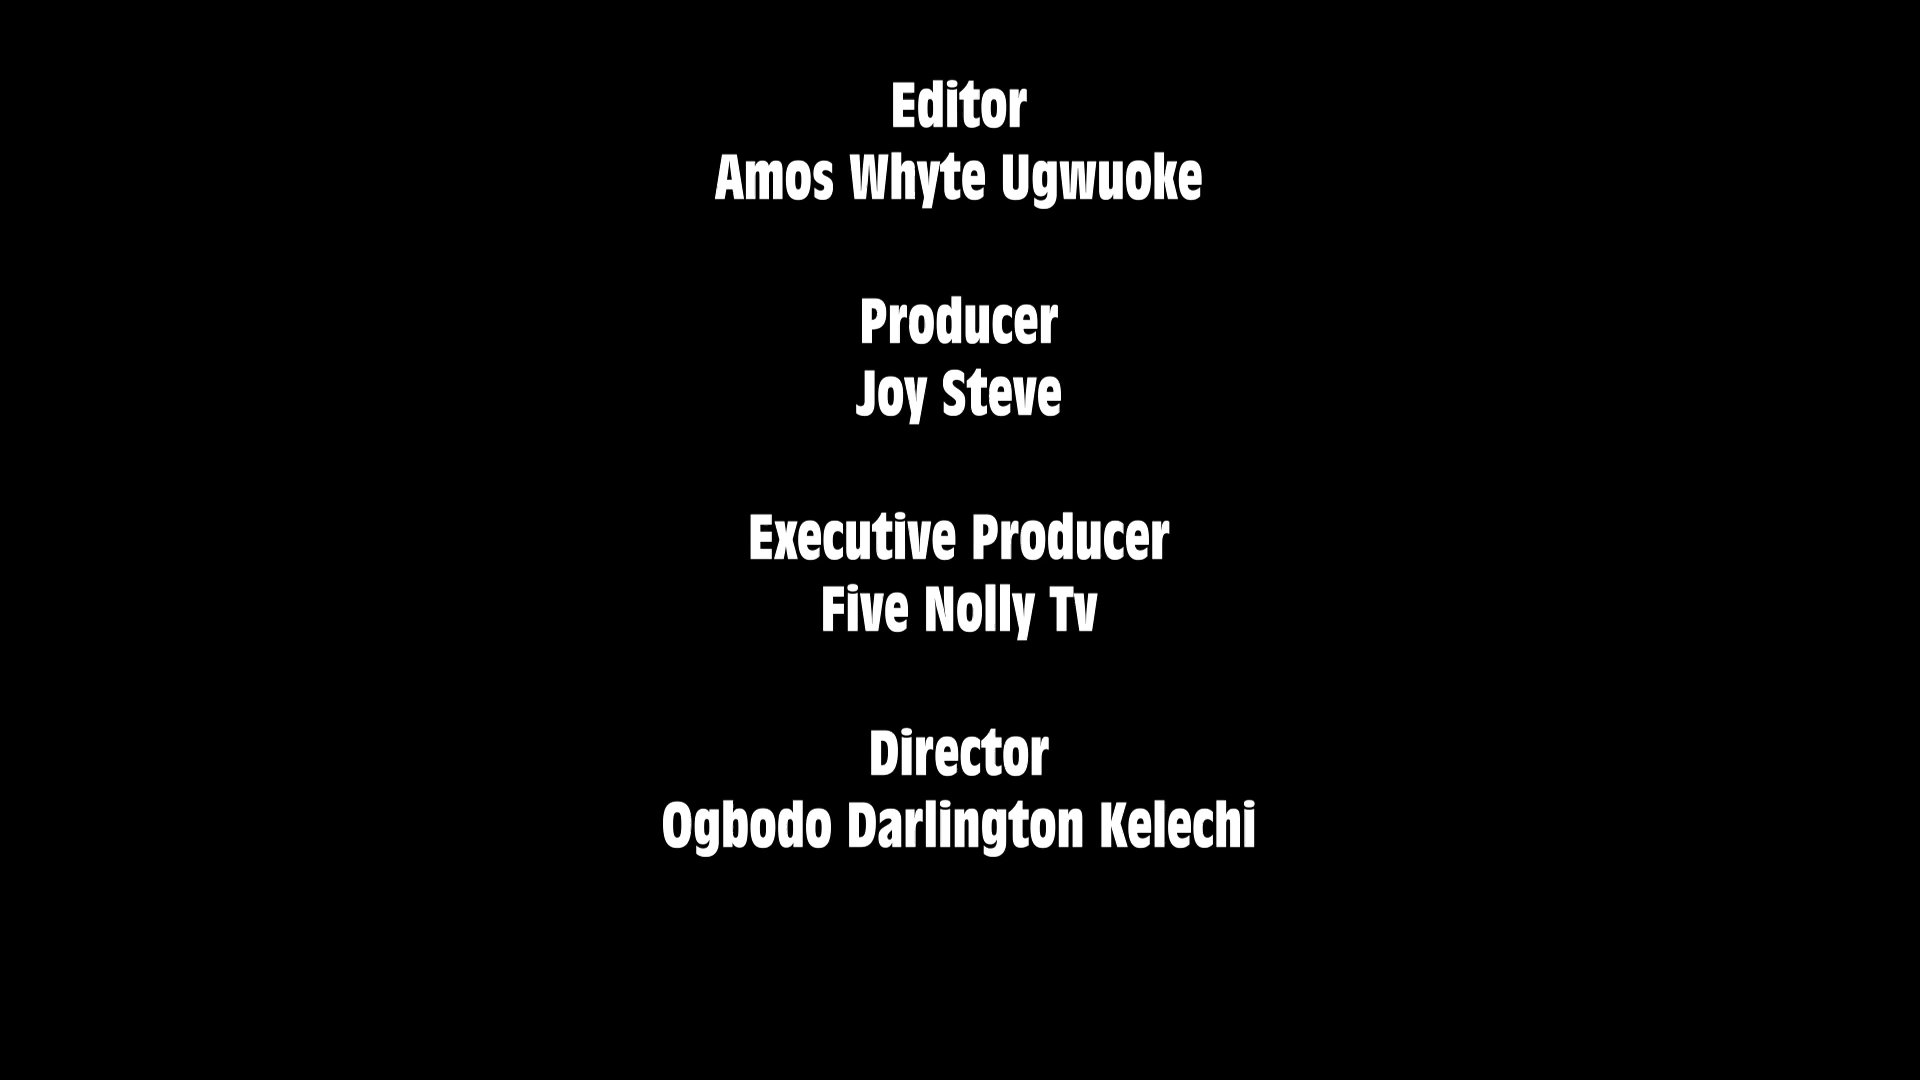 Editor
Amos Whyte Ugwuoke
Producer
Joy Steve
Executive Producer
Five Nolly Tv
Director
Ogbodo Darlington Kelechi